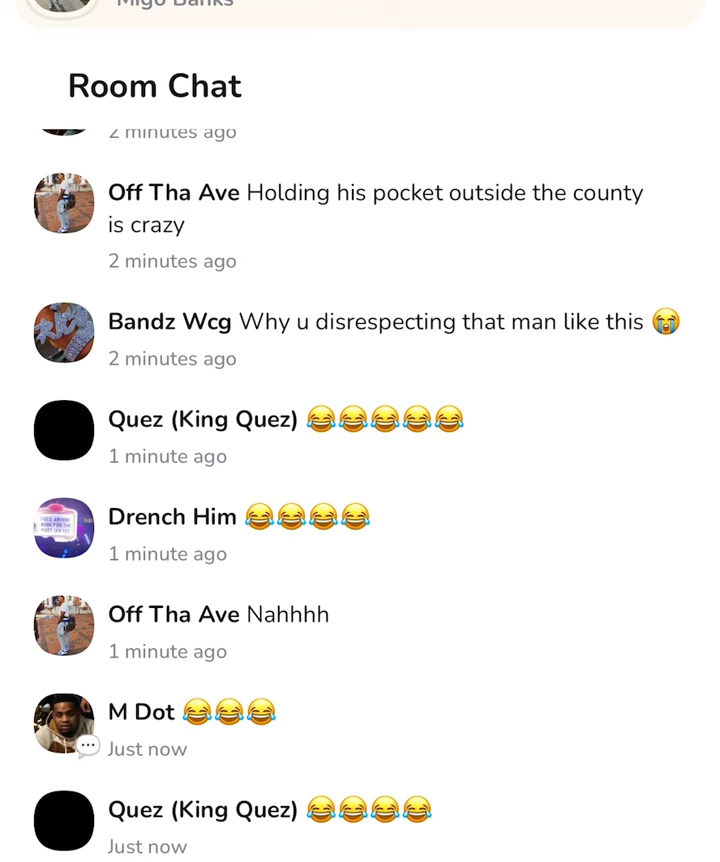 Migo Banks
Room Chat
2 minutes ago
Off Tha Ave Holding his pocket outside the county
is crazy
2 minutes ago
Bandz Wcg Why u disrespecting that man like this 😭
2 minutes ago
Quez (King Quez) 😂😂😂😂😂
1 minute ago
Drench Him 😂😂😂😂
1 minute ago
Off Tha Ave Nahhhh
1 minute ago
M Dot 😂😂😂
Just now
Quez (King Quez) 😂😂😂😂
Just now